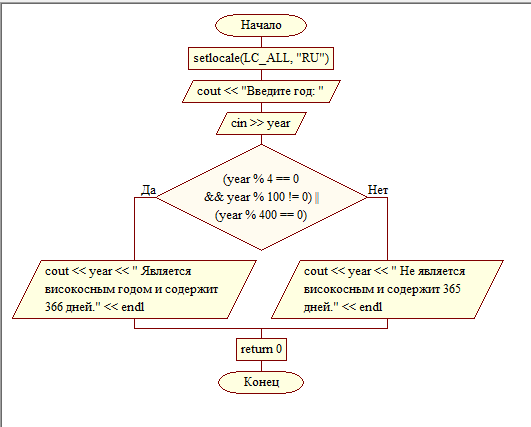 Начало
setlocale(LC_ALL, "RU")
cout << "Введите год: "
cin >> year
(year % 4 == 0
&& year % 100 != 0) ||
(year % 400 == 0)
Да
Нет
cout << year << " Является
високосным годом и содержит
366 дней." << endl
cout << year << " Не является
високосным и содержит 365
дней." << endl
return 0
Конец